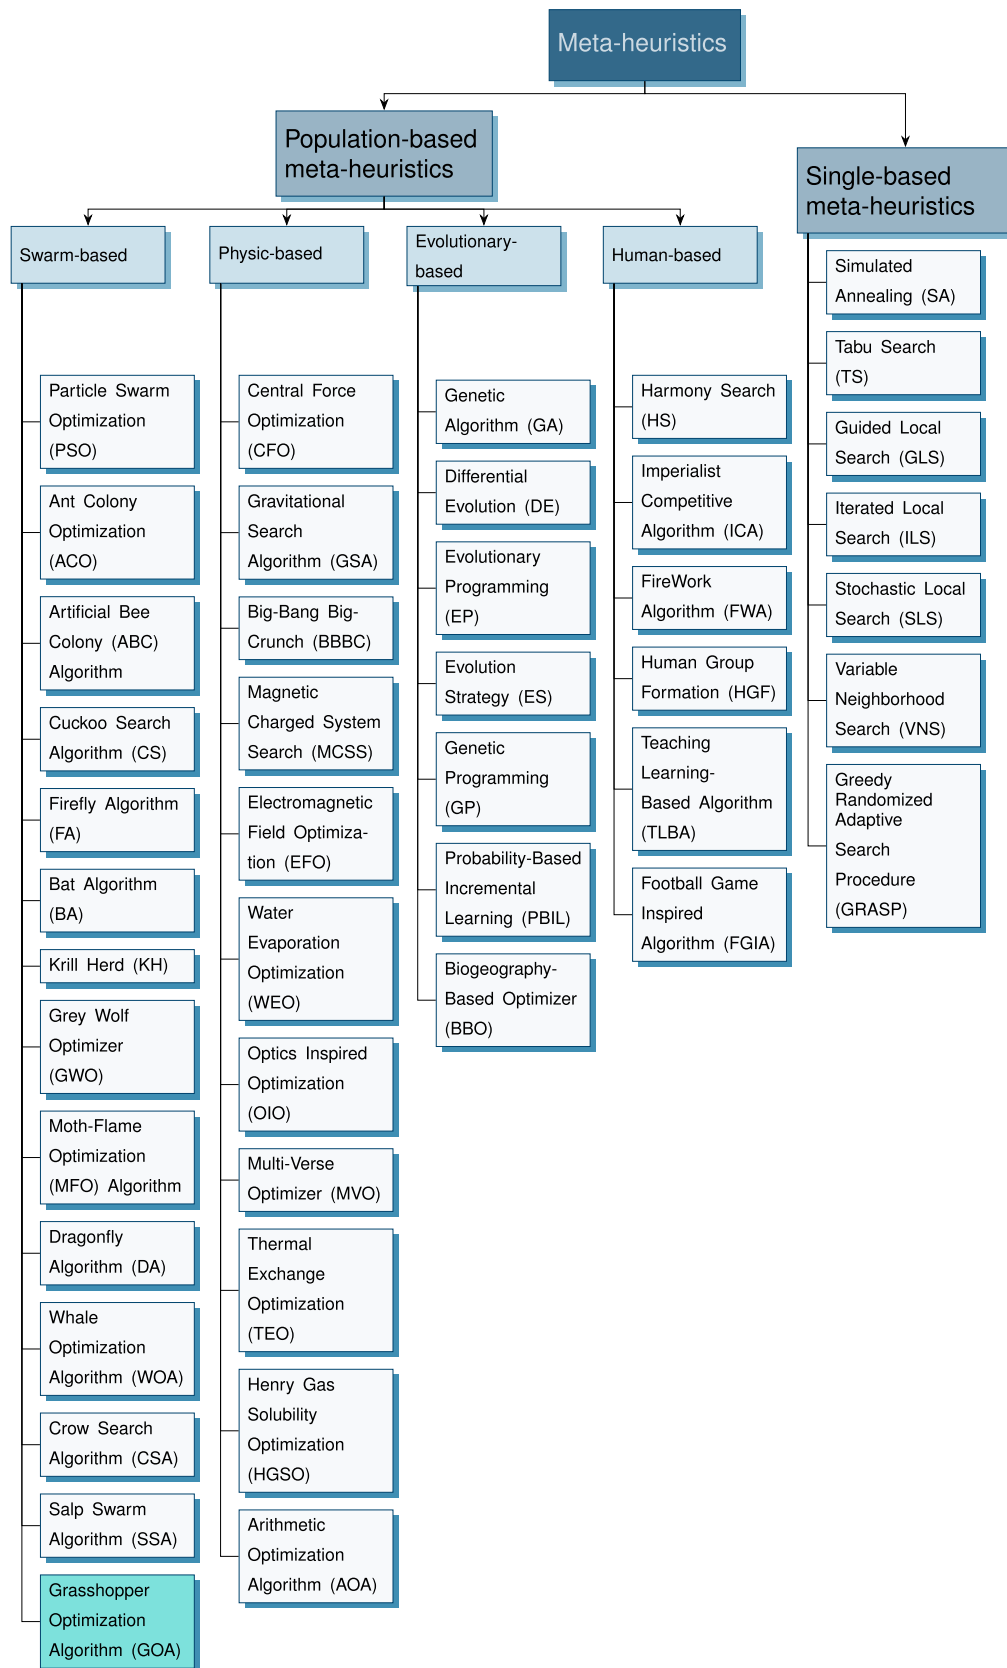 Meta-heuristics
Population-based
meta-heuristics
Single-based
meta-heuristics
Swarm-based
Particle Swarm
Optimization
(PSO)
Ant Colony
Optimization
(ACO)
Artificial Bee
Colony (ABC)
Algorithm
Cuckoo Search
Algorithm (CS)
Firefly Algorithm
(FA)
Bat Algorithm
(BA)
Krill Herd (KH)
Grey Wolf
Optimizer
(GWO)
Moth-Flame
Optimization
(MFO) Algorithm
Dragonfly
Algorithm (DA)
Whale
Optimization
Algorithm (WOA)
Crow Search
Algorithm (CSA)
Salp Swarm
Algorithm (SSA)
Grasshopper
Optimization
Algorithm (GOA)
Physic-based
Central Force
Optimization
(CFO)
Gravitational
Search
Algorithm (GSA)
Big-Bang Big-
Crunch (BBBC)
Magnetic
Charged System
Search (MCSS)
Electromagnetic
Field Optimiza-
tion (EFO)
Water
Evaporation
Optimization
(WEO)
Optics Inspired
Optimization
(OIO)
Multi-Verse
Optimizer (MVO)
Thermal
Exchange
Optimization
(TEO)
Henry Gas
Solubility
Optimization
(HGSO)
Arithmetic
Optimization
Algorithm (AOA)
Evolutionary-
based
Genetic
Algorithm (GA)
Differential
Evolution (DE)
Evolutionary
Programming
(EP)
Evolution
Strategy (ES)
Genetic
Programming
(GP)
Probability-Based
Incremental
Learning (PBIL)
Biogeography-
Based Optimizer
(BBO)
Human-based
Harmony Search
(HS)
Imperialist
Competitive
Algorithm (ICA)
FireWork
Algorithm (FWA)
Human Group
Formation (HGF)
Teaching
Learning-
Based Algorithm
(TLBA)
Football Game
Inspired
Algorithm (FGIA)
Simulated
Annealing (SA)
Tabu Search
(TS)
Guided Local
Search (GLS)
Iterated Local
Search (ILS)
Stochastic Local
Search (SLS)
Variable
Neighborhood
Search (VNS)
Greedy
Randomized
Adaptive
Search
Procedure
(GRASP)